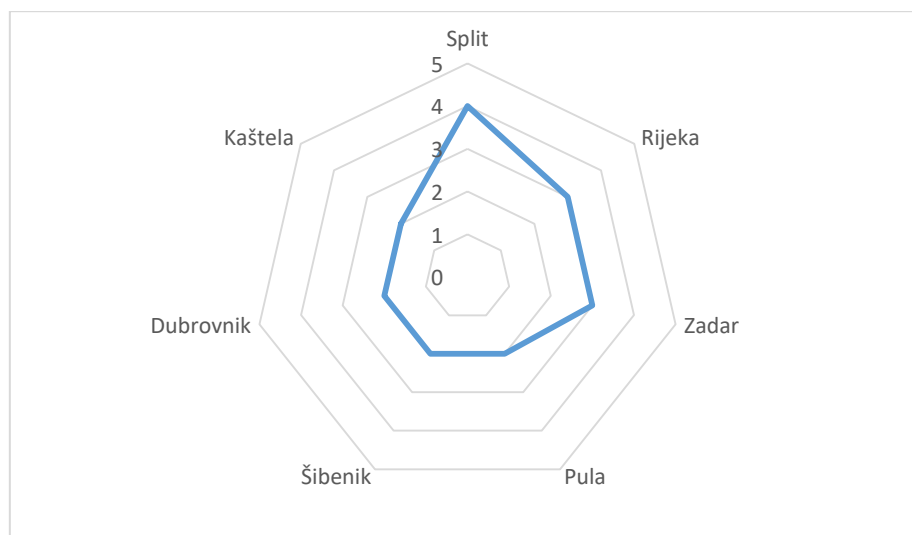 Split
5
4
3
2
1
0
Rijeka
Zadar
Pula
Šibenik
Dubrovnik
Kaštela